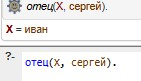 отец(X, сергей).
X = иван
?- отец(X, сергей).